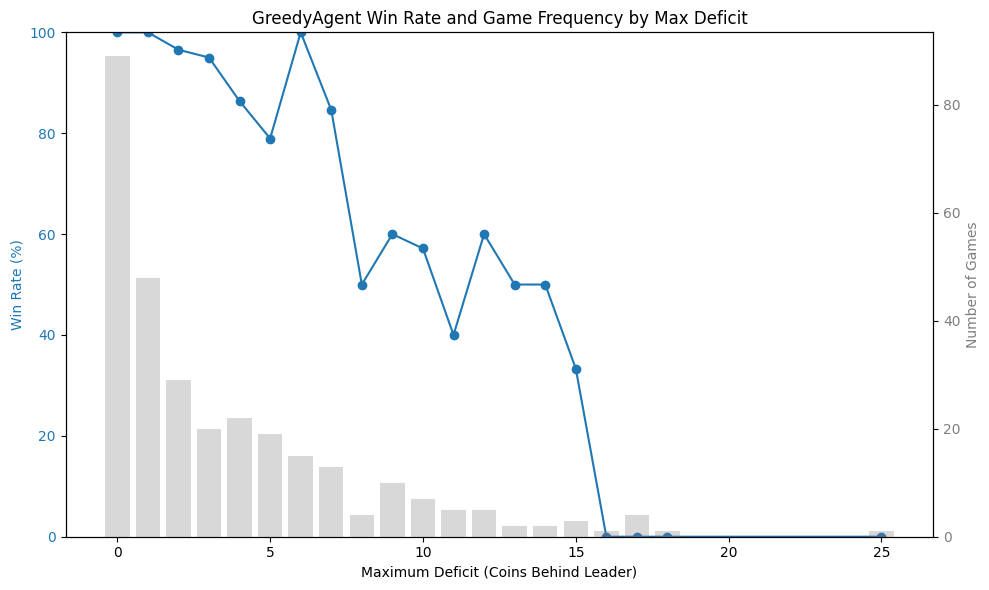 GreedyAgent Win Rate and Game Frequency by Max Deficit
100
80
60
40
20
0
Win Rate (%)
80
60
40
20
0
Number of Games
0 5 10 15 20 25
Maximum Deficit (Coins Behind Leader)